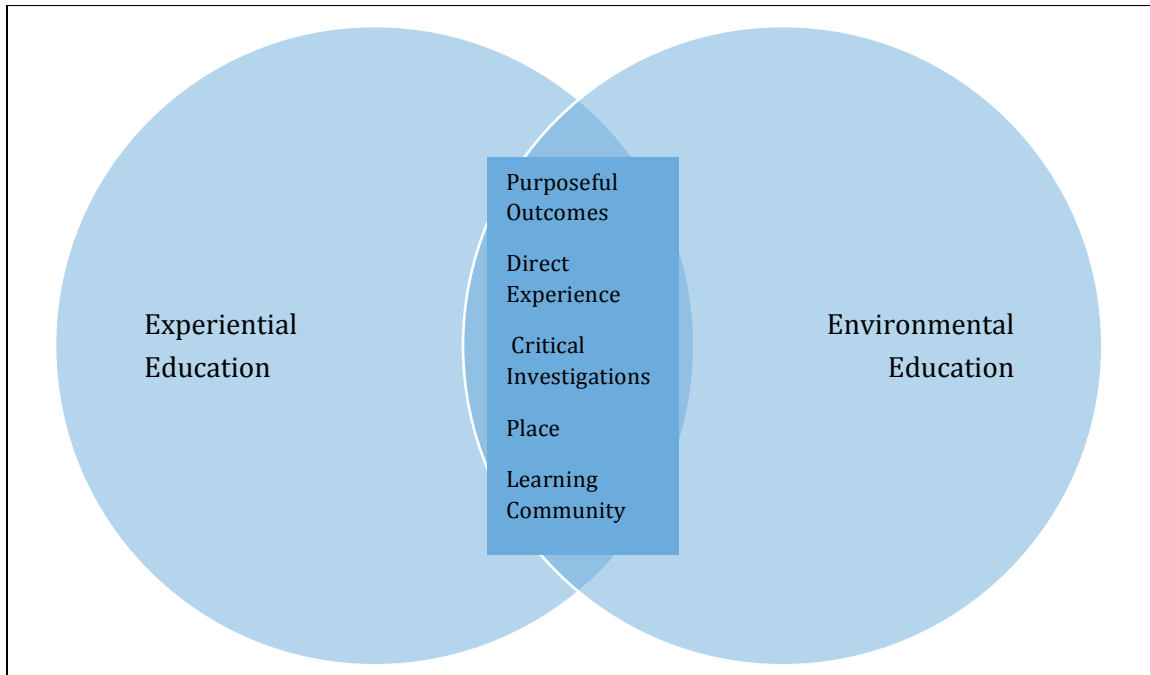 Experiential
Education
Purposeful
Outcomes
Direct
Experience
Critical
Investigations
Place
Learning
Community
Environmental
Education